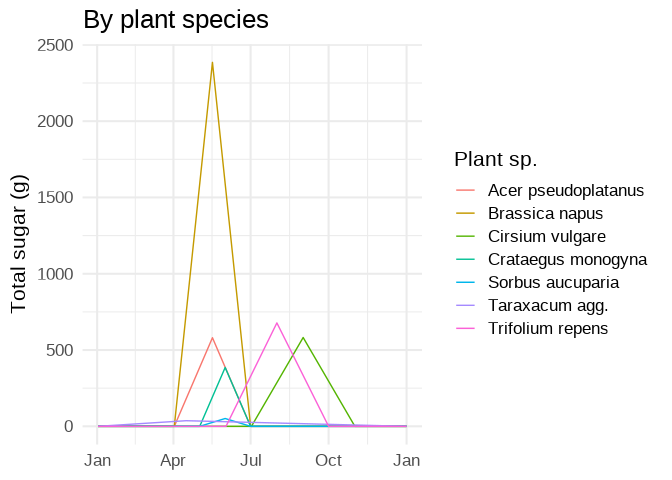 By plant species
2500
2000
1500
1000
500
0
Total sugar (g)
Jan Apr Jul Oct Jan
Plant sp.
Acer pseudoplatanus
Brassica napus
Cirsium vulgare
Crataegus monogyna
Sorbus aucuparia
Taraxacum agg.
Trifolium repens